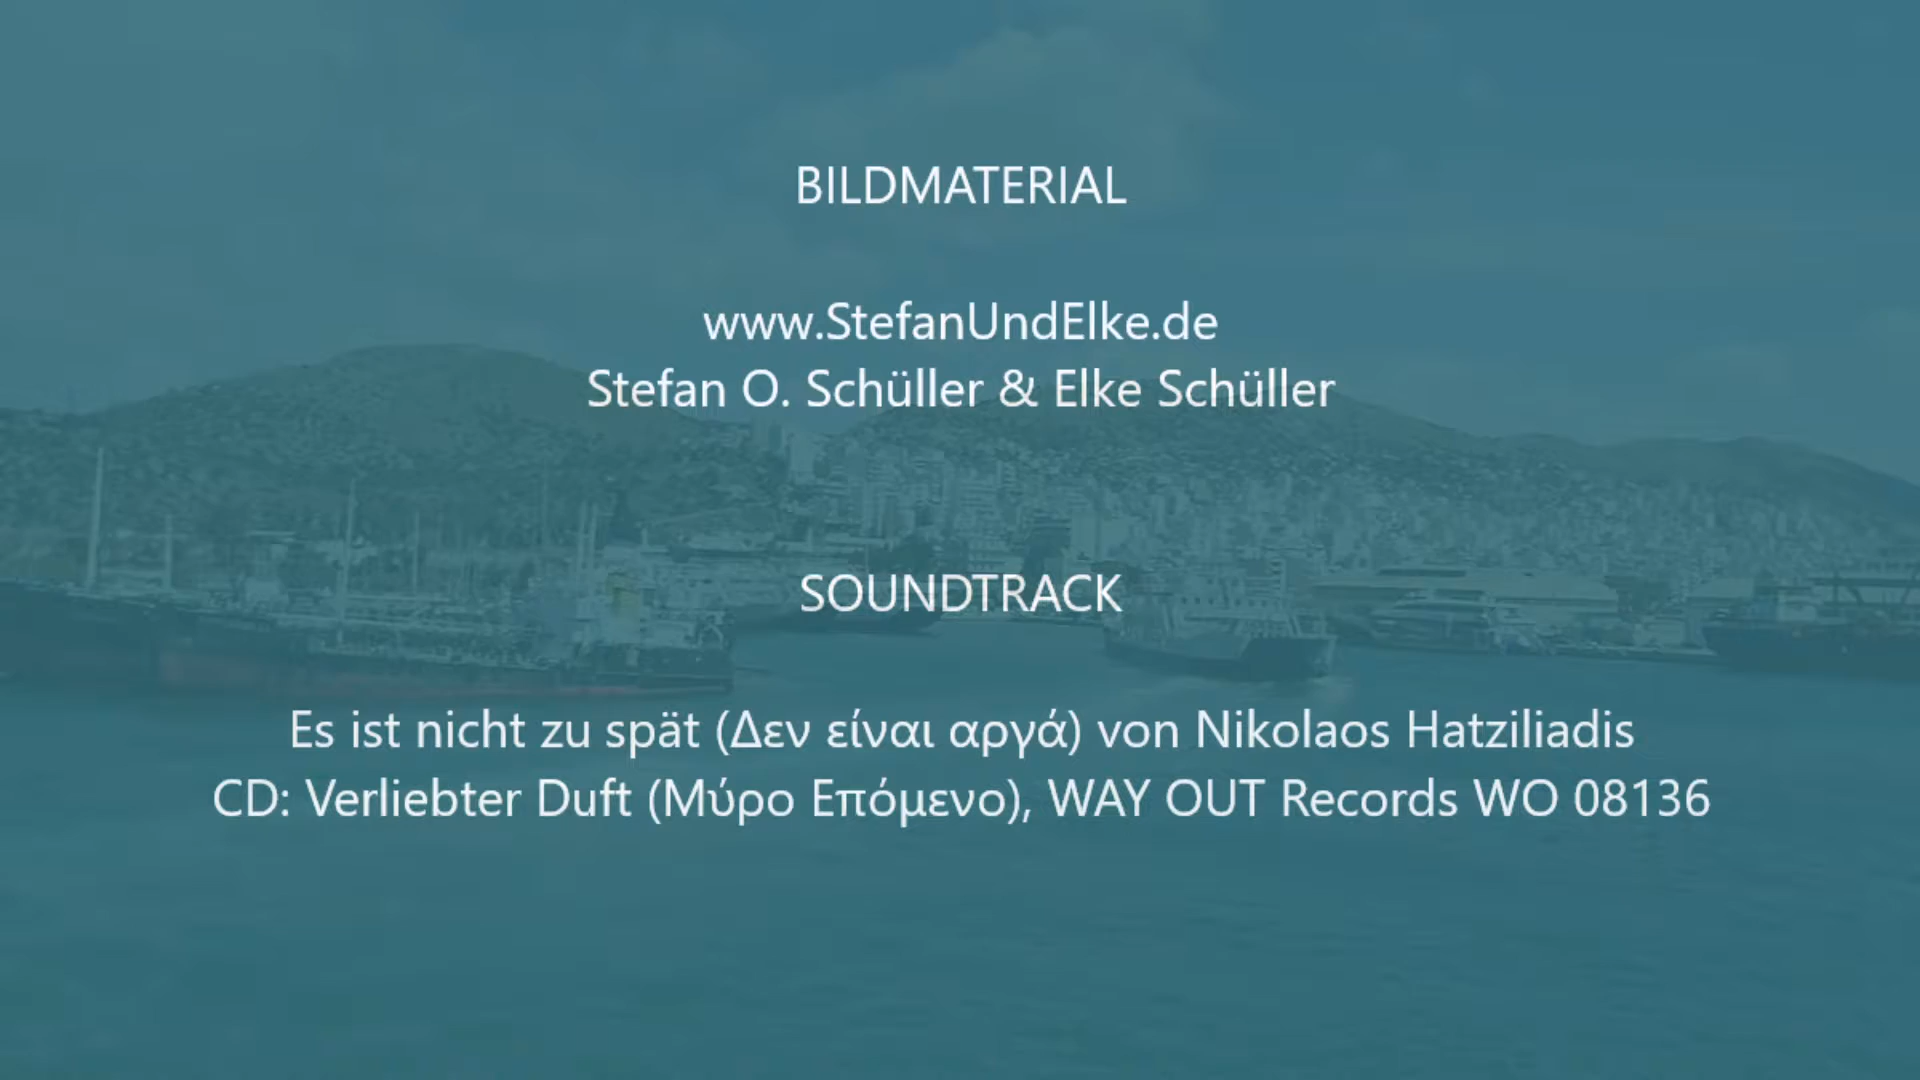 BILDMATERIAL
www.StefanUndElke.de
Stefan O. Schüller & Elke Schüller
SOUNDTRACK
Es ist nicht zu spät (Δεν είναι αργά) von Nikolaos Hatziliadis
CD: Verliebter Duft (Μύρο Επόμενο), WAY OUT Records WO 08136